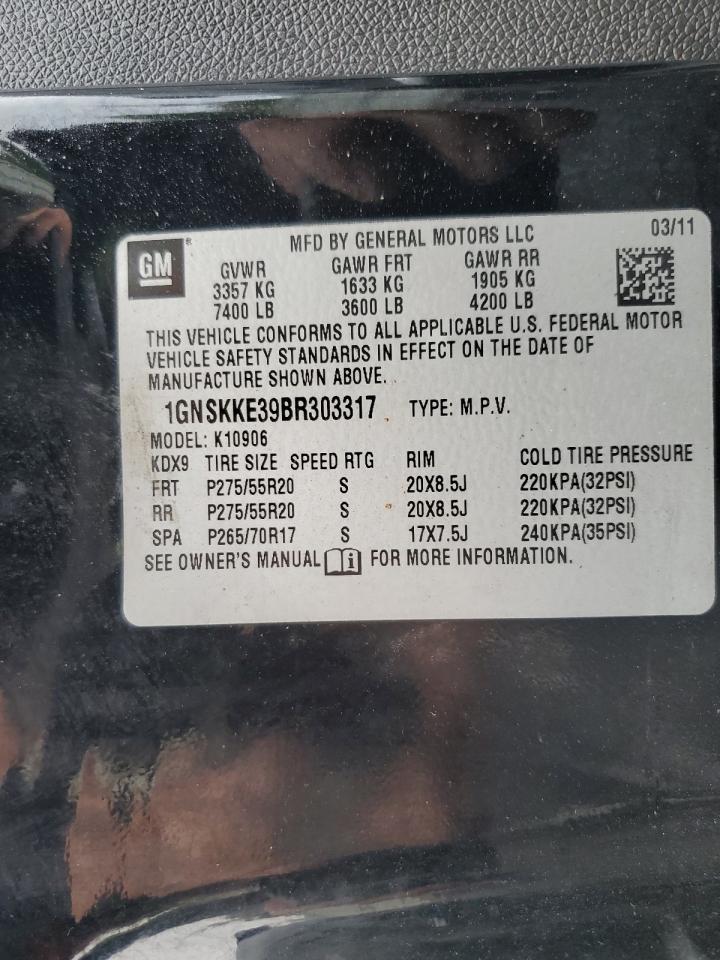 GM® MFD BY GENERAL MOTORS LLC 03/11
GVWR GAWR FRT GAWR RR
3357 KG 1633 KG 1905 KG
7400 LB 3600 LB 4200 LB
THIS VEHICLE CONFORMS TO ALL APPLICABLE U.S. FEDERAL MOTOR
VEHICLE SAFETY STANDARDS IN EFFECT ON THE DATE OF
MANUFACTURE SHOWN ABOVE.
1GNSKKE39BR303317 TYPE: M.P.V.
MODEL: K10906
KDX9 TIRE SIZE SPEED RTG RIM COLD TIRE PRESSURE
FRT P275/55R20 S 20X8.5J 220KPA(32PSI)
RR P275/55R20 S 20X8.5J 220KPA(32PSI)
SPA P265/70R17 S 17X7.5J 240KPA(35PSI)
SEE OWNER'S MANUAL i FOR MORE INFORMATION.